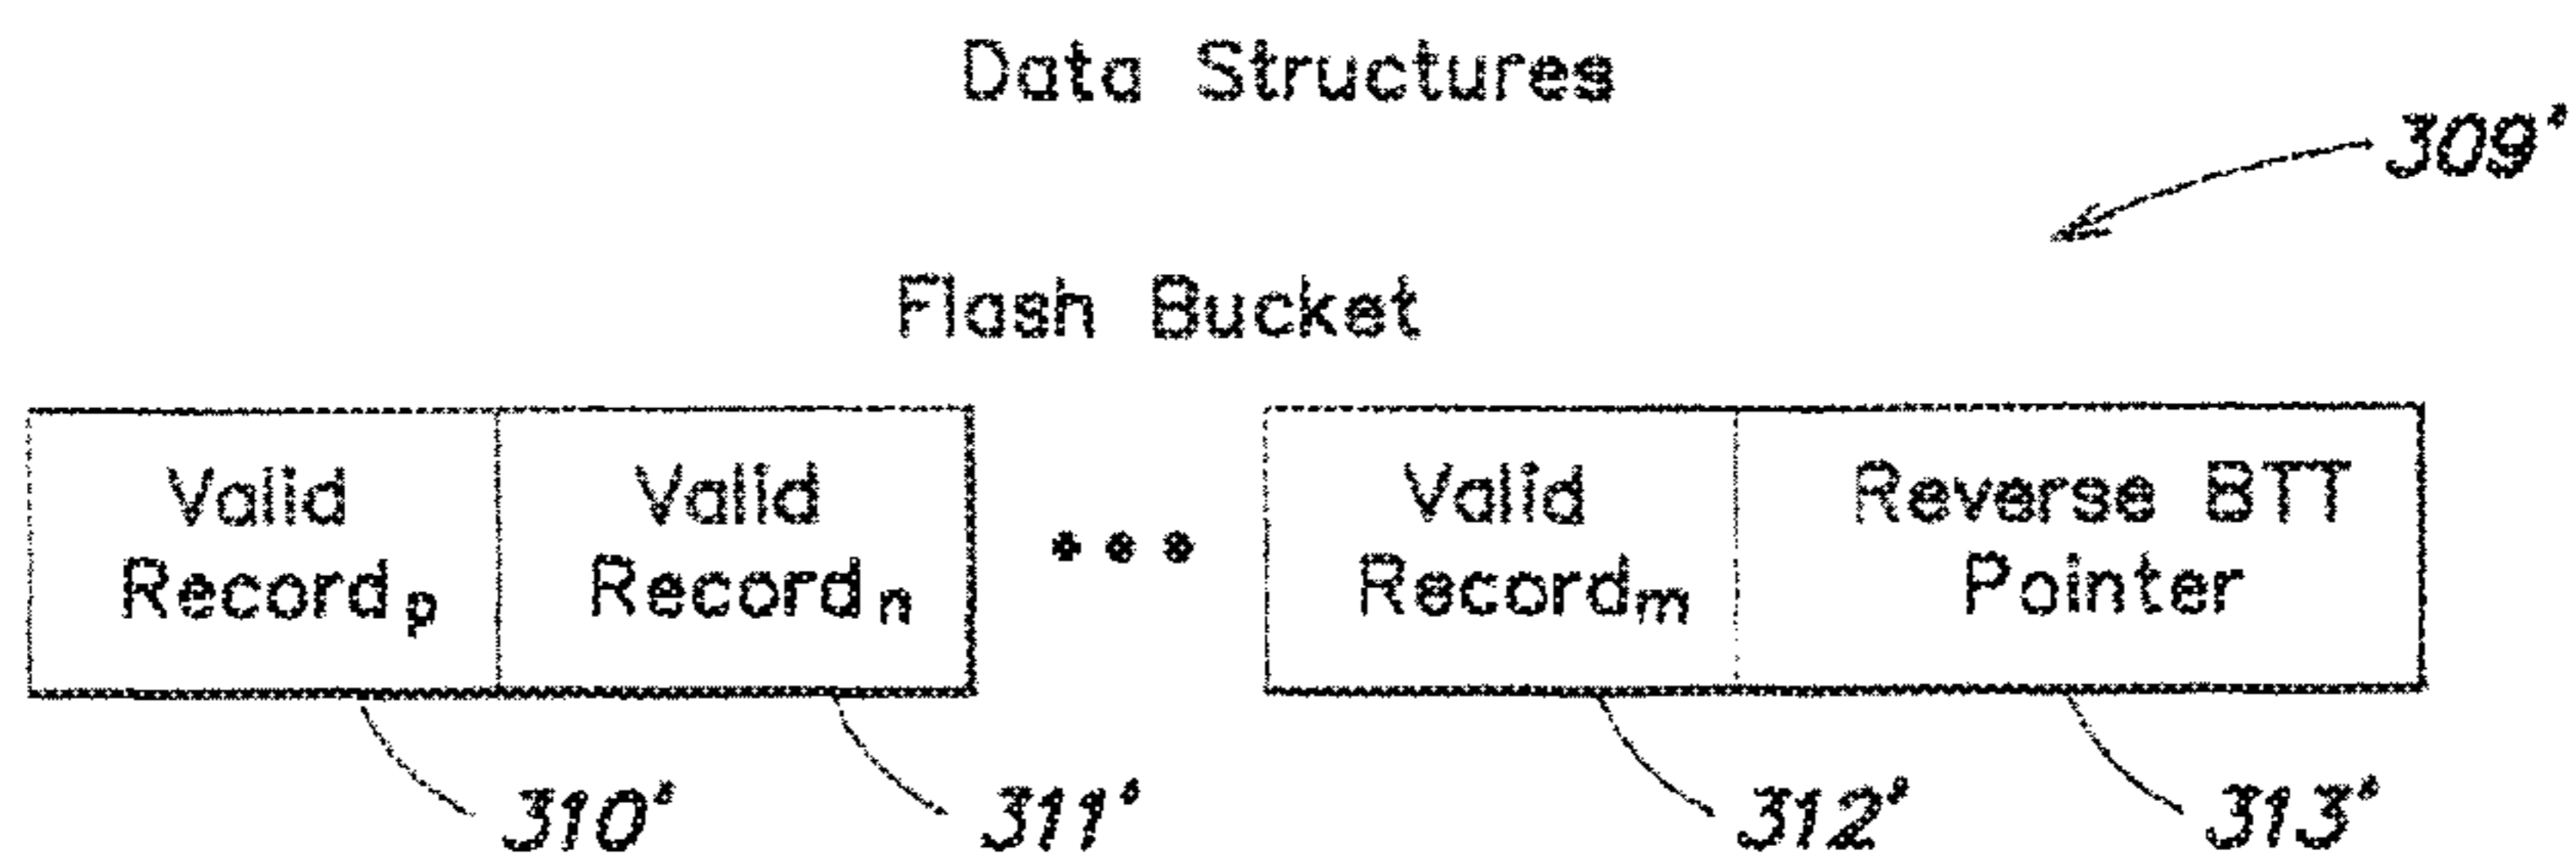 Data Structures
309'
Flash Bucket
Valid Record p
Valid Record n
•••
Valid Record m
Reverse BTT Pointer
310' 311' 312' 313'